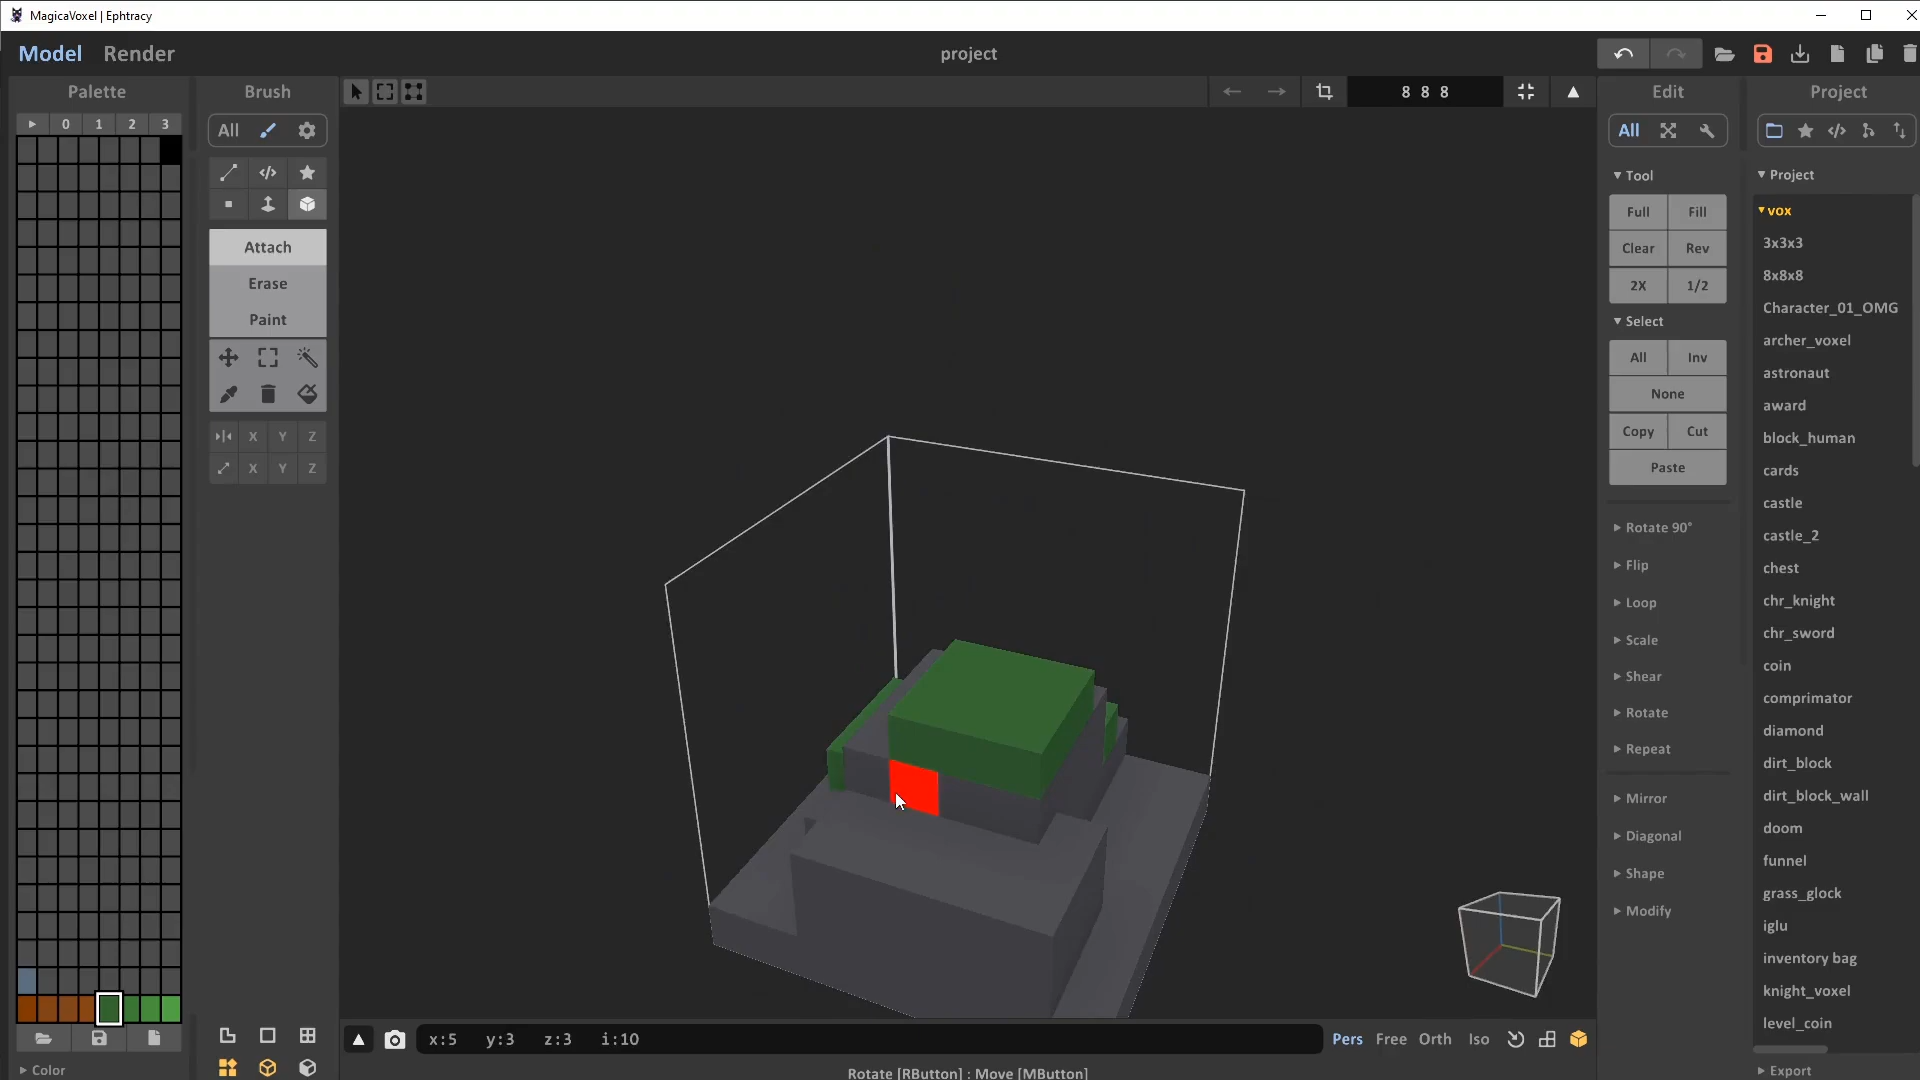 MagicaVoxel | Ephtracy
Model Render
project
Palette
Brush
8 8 8
Edit
Project
0 1 2 3
All
All
Tool
Project
Full Fill
vox
Clear Rev
3x3x3
Attach
2X 1/2
8x8x8
Erase
Select
Character_01_OMG
Paint
All Inv
archer_voxel
None
astronaut
Copy Cut
award
X Y Z
block_human
Paste
X Y Z
cards
castle
Rotate 90°
castle_2
Flip
chest
Loop
chr_knight
Scale
chr_sword
Shear
coin
Rotate
comprimator
Repeat
diamond
dirt_block
Mirror
dirt_block_wall
Diagonal
doom
Shape
funnel
Modify
grass_glock
iglu
inventory bag
knight_voxel
level_coin
x:5 y:3 z:3 i:10
Pers Free Orth Iso
Color
Rotate [RButton] : Move [MButton]
Export